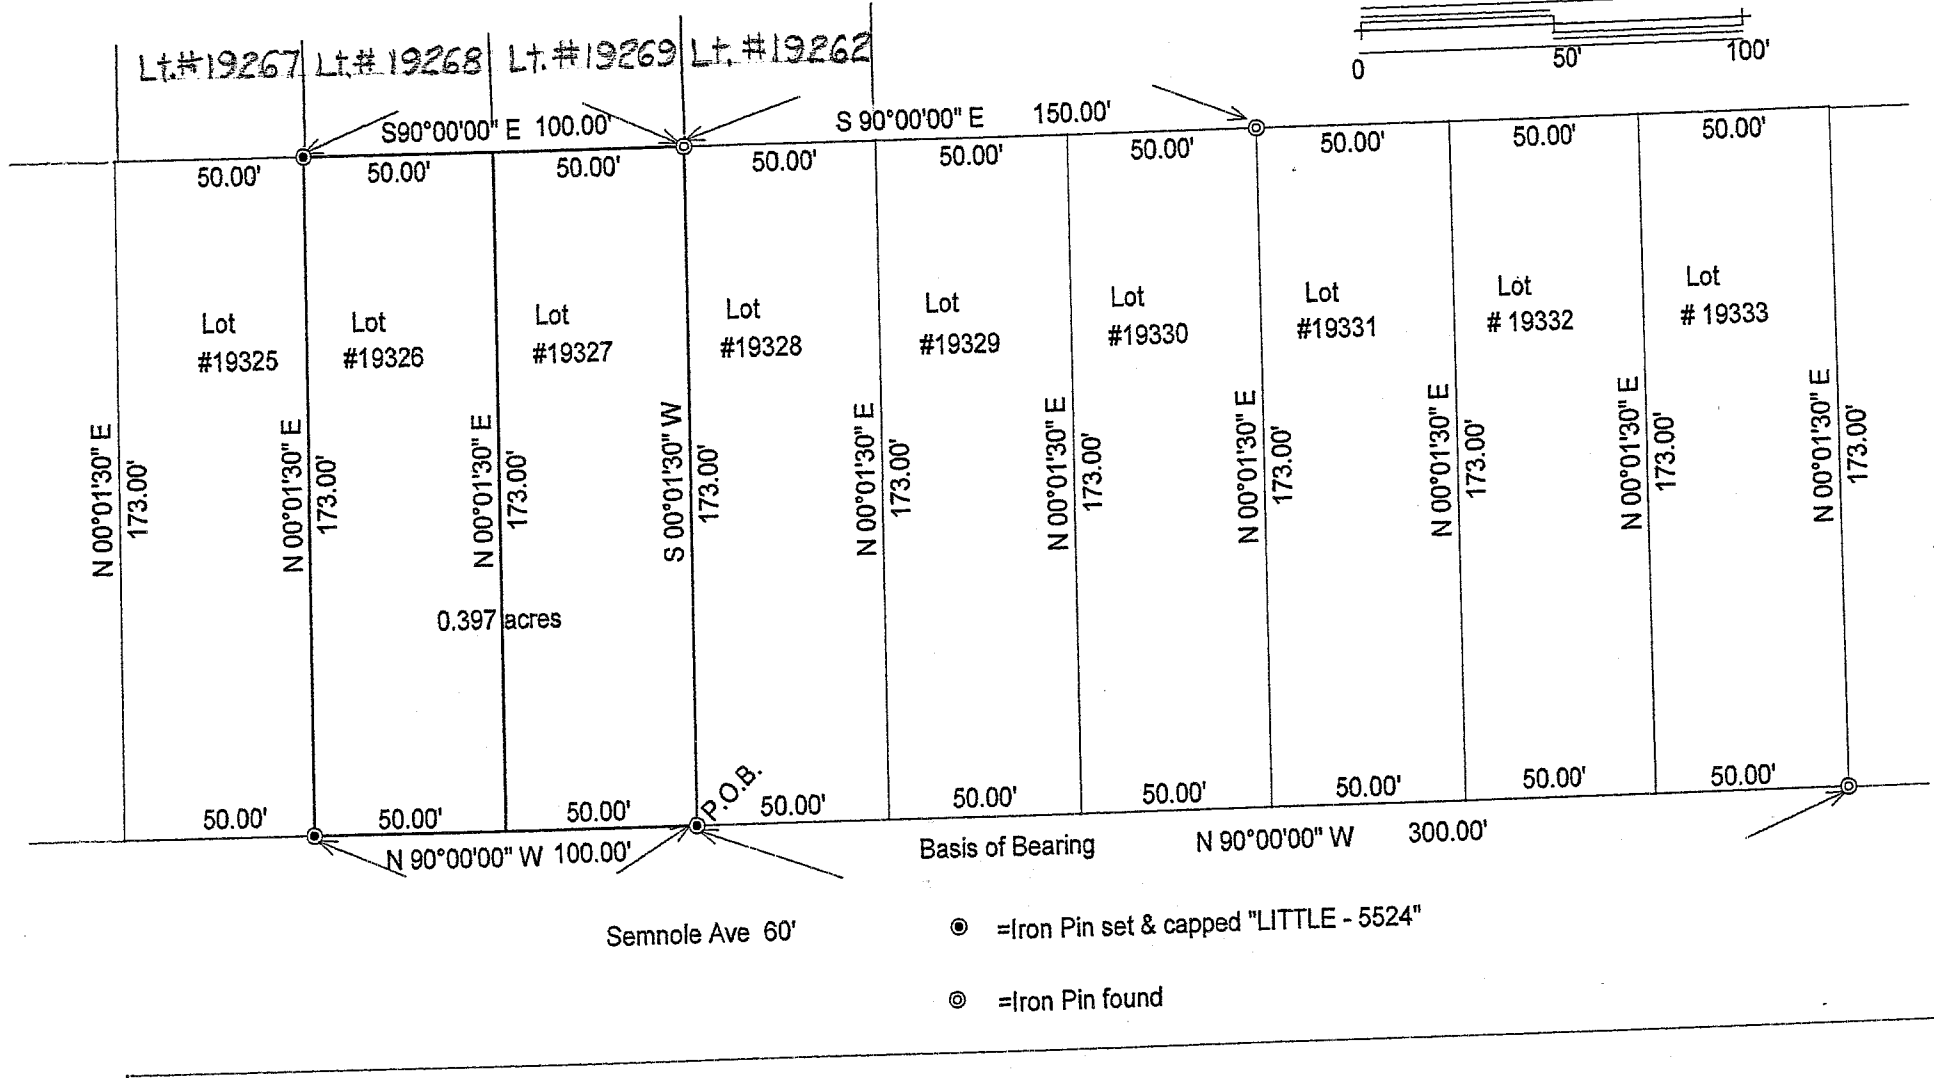 Lt.#19267 Lt.# 19268 Lt.#19269 Lt.#19262
0 50' 100'
S90°00'00" E 100.00' S 90°00'00" E 150.00'
50.00' 50.00' 50.00' 50.00' 50.00' 50.00' 50.00' 50.00' 50.00'
Lot Lot Lot Lot Lot Lot Lot Lot Lot
#19325 #19326 #19327 #19328 #19329 #19330 #19331 # 19332 # 19333
N 00°01'30" E
173.00'
N 00°01'30" E
173.00'
N 00°01'30" E
173.00'
S 00°01'30" W
173.00'
N 00°01'30" E
173.00'
N 00°01'30" E
173.00'
N 00°01'30" E
173.00'
N 00°01'30" E
173.00'
N 00°01'30" E
173.00'
N 00°01'30" E
173.00'
0.397 acres
P.O.B.
50.00' 50.00' 50.00' 50.00' 50.00' 50.00' 50.00' 50.00' 50.00'
N 90°00'00" W 100.00' Basis of Bearing N 90°00'00" W 300.00'
Semnole Ave 60'
=Iron Pin set & capped "LITTLE - 5524"
=Iron Pin found